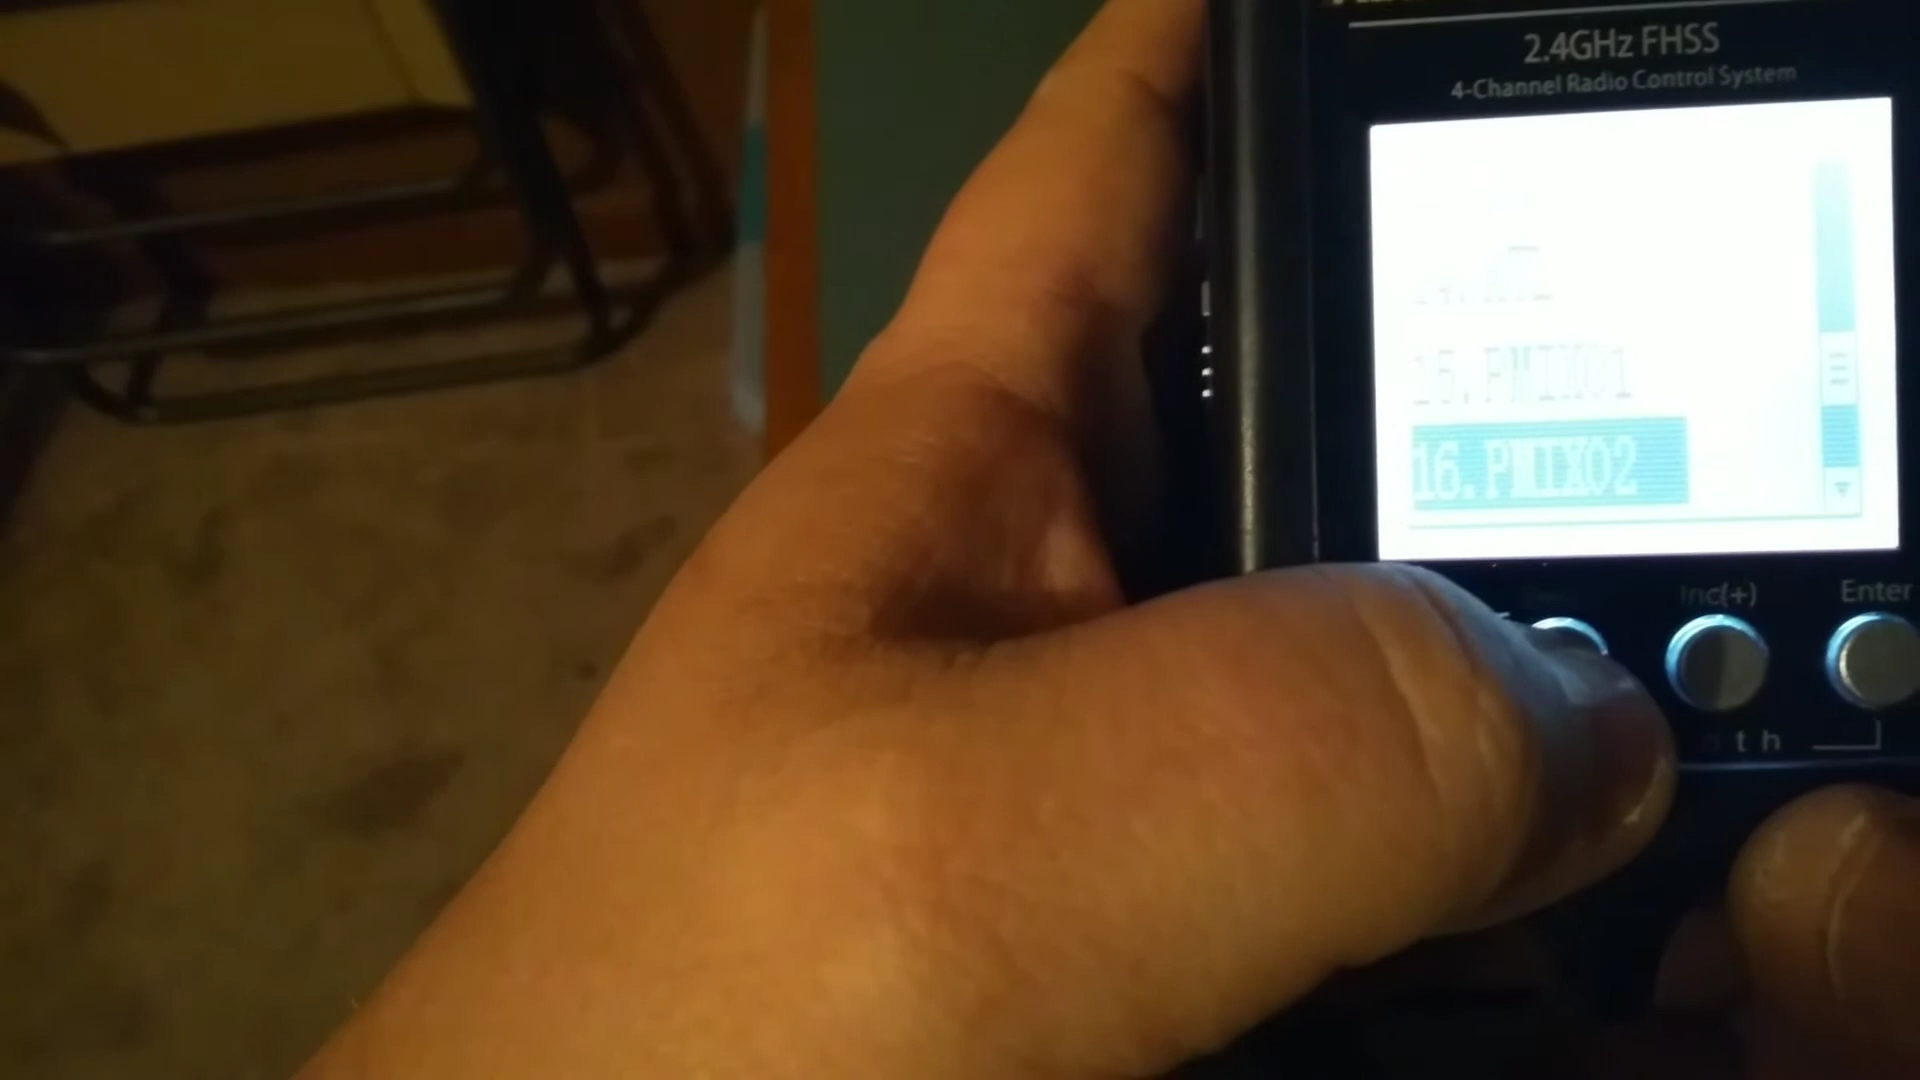 2.4GHz FHSS
4-Channel Radio Control System
15.PMIX01
16.PMIX02
Inc(+) Enter